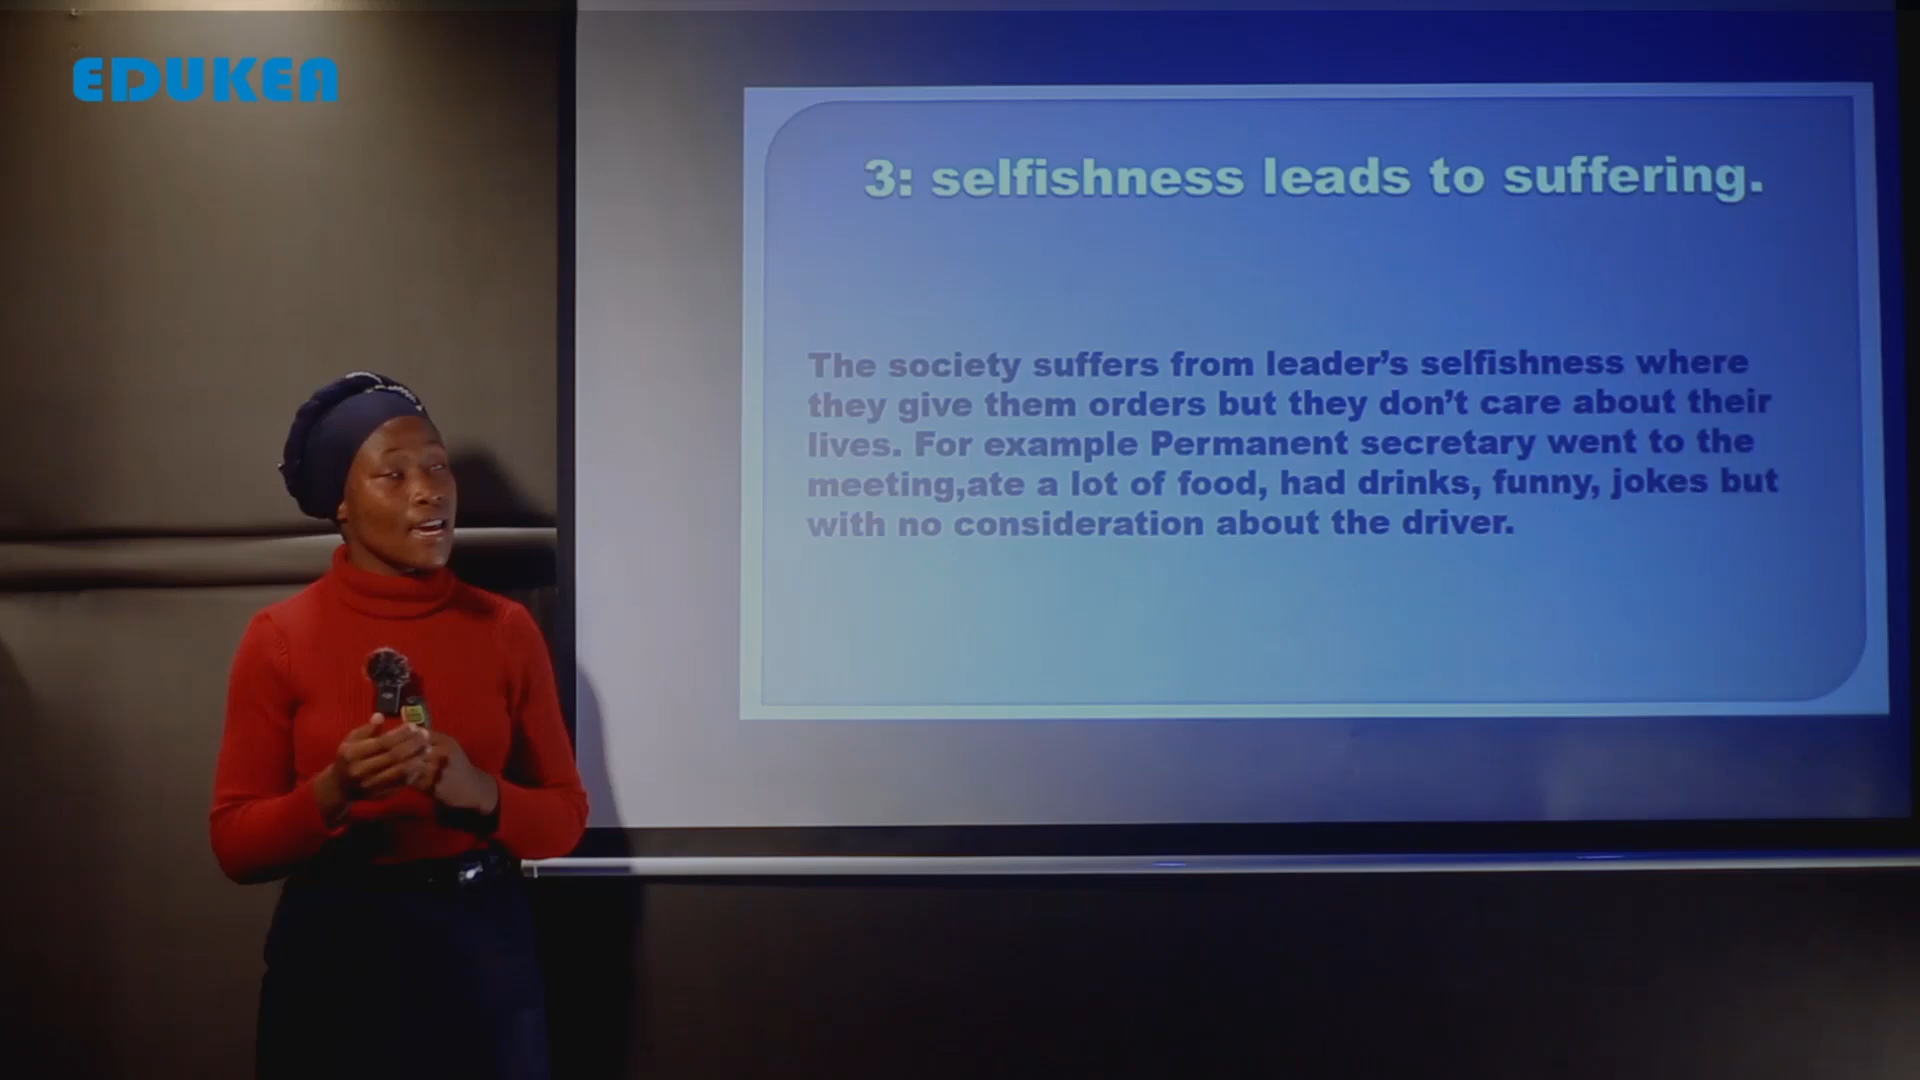 EDUKEA
3: selfishness leads to suffering.
The society suffers from leader's selfishness where
they give them orders but they don't care about their
lives. For example Permanent secretary went to the
meeting,ate a lot of food, had drinks, funny, jokes but
with no consideration about the driver.